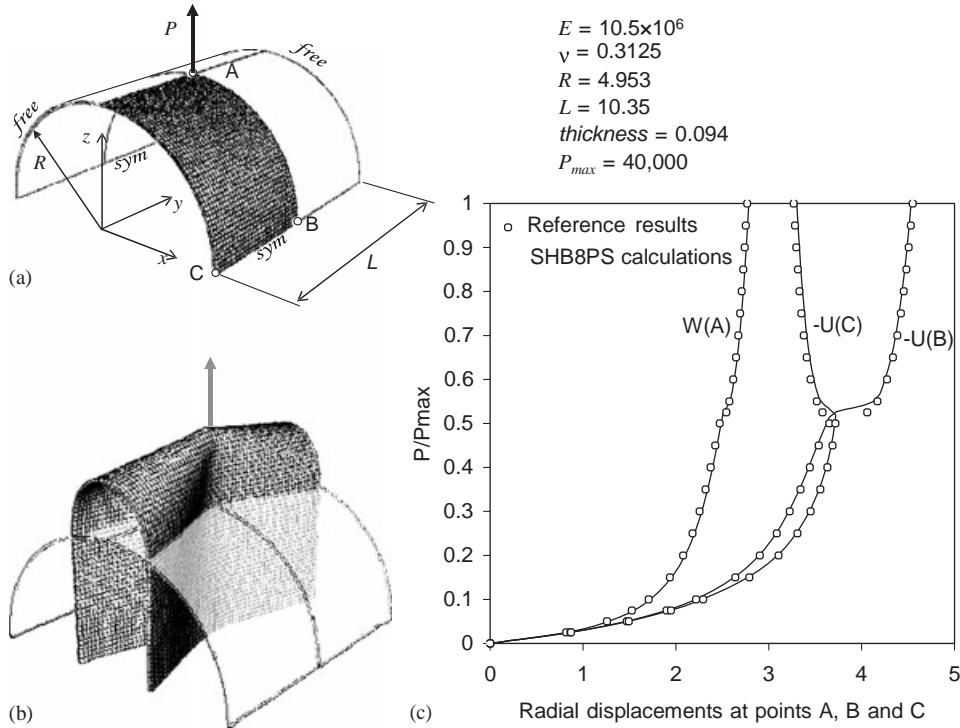 P
A
free
free
R
z
sym
y
x
B
sym
C
L
(a)
E = 10.5×10⁶
ν = 0.3125
R = 4.953
L = 10.35
thickness = 0.094
P_max = 40,000
(b)
1
0.9
0.8
0.7
0.6
0.5
0.4
0.3
0.2
0.1
0
P/Pmax
Reference results
SHB8PS calculations
W(A)
-U(C)
-U(B)
0 1 2 3 4 5
(c)
Radial displacements at points A, B and C